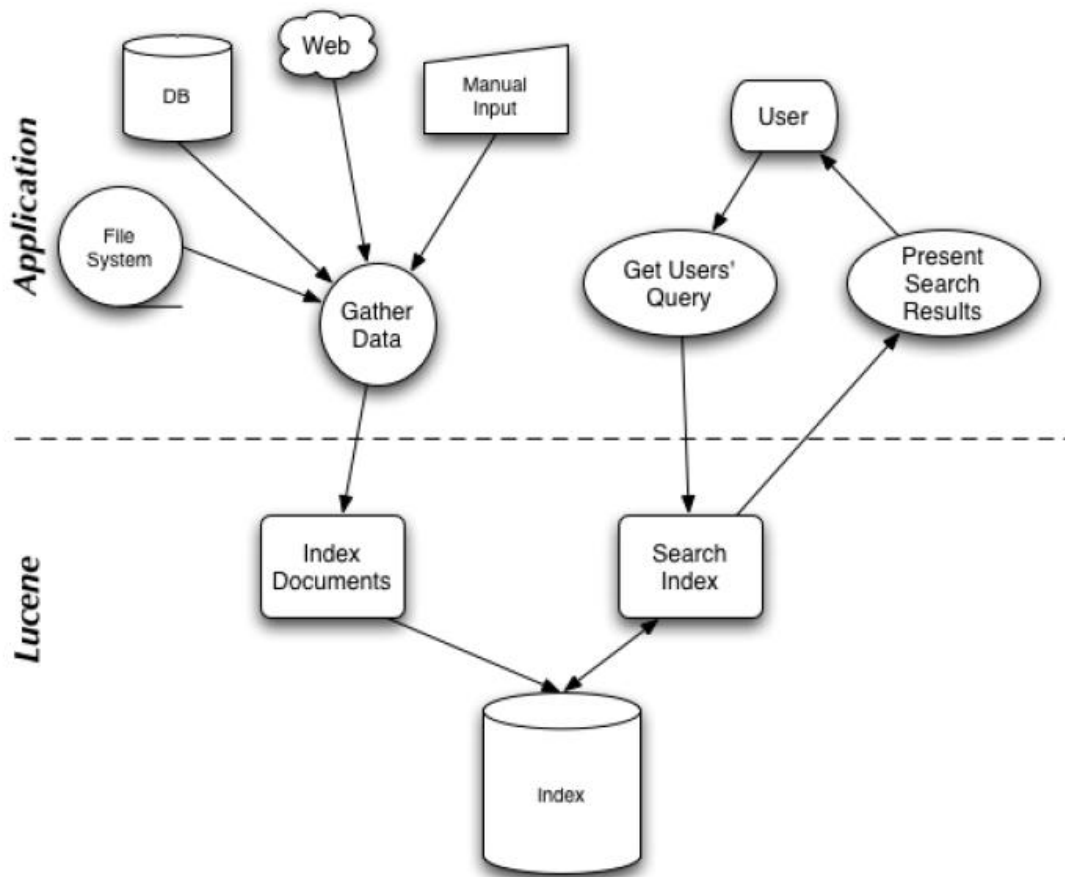 Application
Web
DB
Manual
Input
User
File
System
Gather
Data
Get Users'
Query
Present
Search
Results
Lucene
Index
Documents
Search
Index
Index